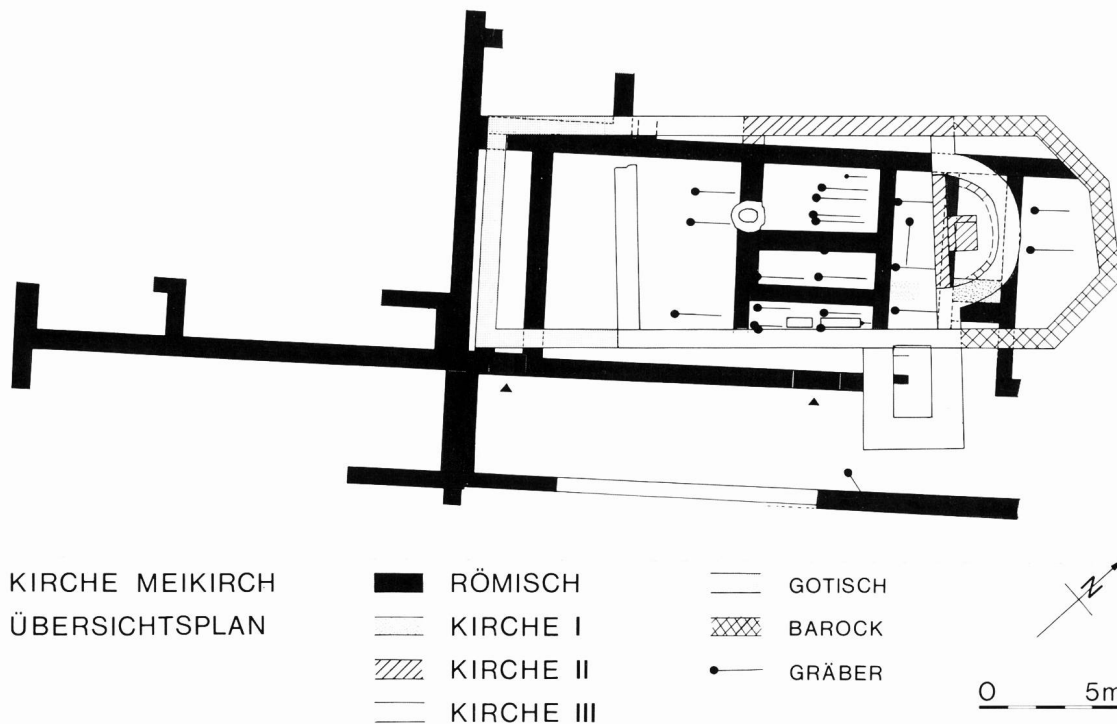 KIRCHE MEIKIRCH
ÜBERSICHTSPLAN
RÖMISCH
KIRCHE I
KIRCHE II
KIRCHE III
GOTISCH
BAROCK
GRÄBER
N
0 5m